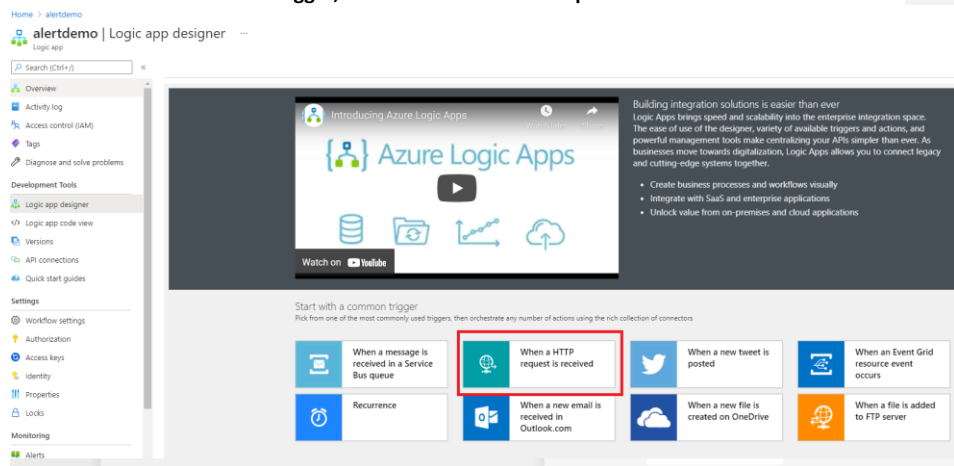 Home > alertdemo
alertdemo | Logic app designer ...
Logic app
Search (Ctrl+/)
«
Overview
Activity log
Access control (IAM)
Tags
Diagnose and solve problems
Development Tools
Logic app designer
Logic app code view
Versions
API connections
Quick start guides
Settings
Workflow settings
Authorization
Access keys
Identity
Properties
Locks
Monitoring
Alerts
Introducing Azure Logic Apps
Azure Logic Apps
Watch on YouTube
Building integration solutions is easier than ever
Logic Apps brings speed and scalability into the enterprise integration space.
The ease of use of the designer, variety of available triggers and actions, and
powerful management tools make centralizing your APIs simpler than ever. As
businesses move towards digitalization, Logic Apps allows you to connect legacy
and cutting-edge systems together.
• Create business processes and workflows visually
• Integrate with SaaS and enterprise applications
• Unlock value from on-premises and cloud applications
Start with a common trigger
Pick from one of the most commonly used triggers, then orchestrate any number of actions using the rich collection of connectors
When a message is
received in a Service
Bus queue
When a HTTP
request is received
When a new tweet is
posted
When an Event Grid
resource event
occurs
Recurrence
When a new email is
received in
Outlook.com
When a new file is
created on OneDrive
When a file is added
to FTP server